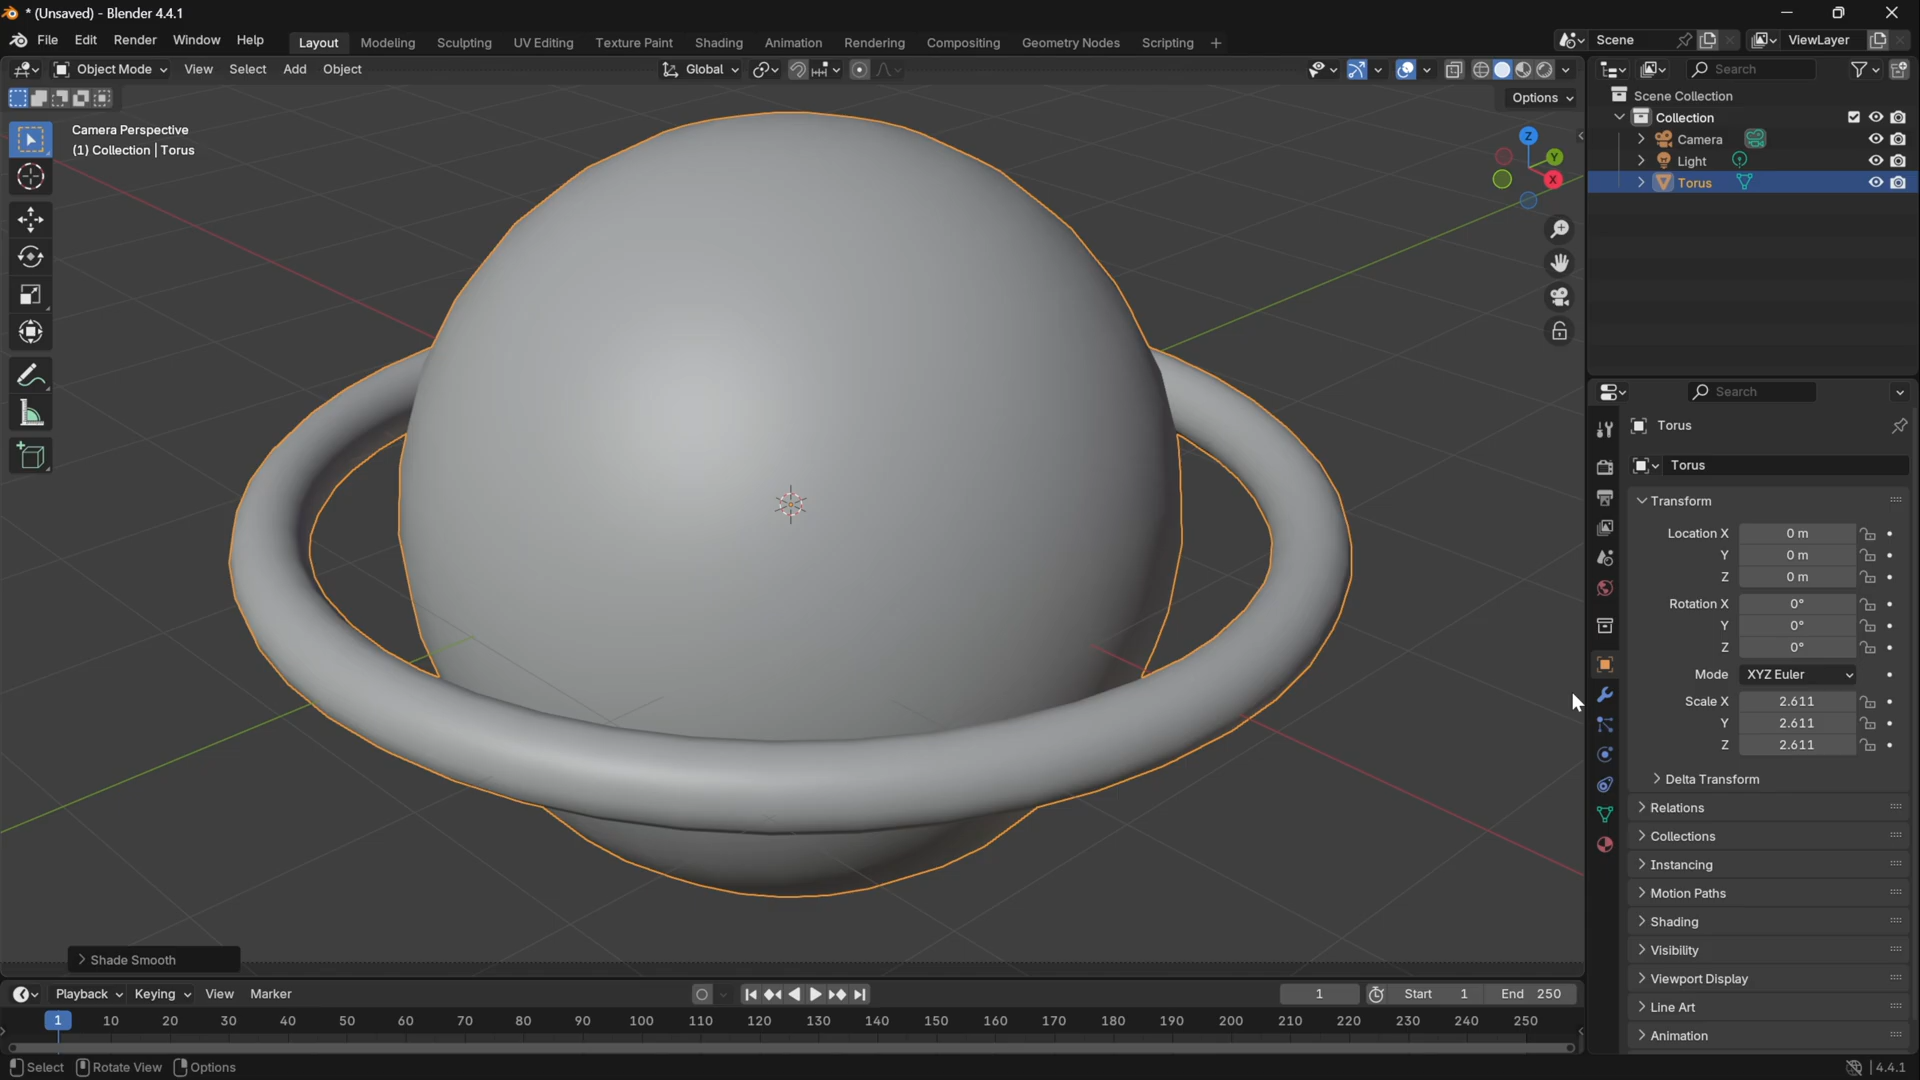 * (Unsaved) - Blender 4.4.1
File Edit Render Window Help Layout Modeling Sculpting UV Editing Texture Paint Shading Animation Rendering Compositing Geometry Nodes Scripting + Scene ViewLayer
Object Mode View Select Add Object Global Search
Options
Camera Perspective
(1) Collection | Torus
Z
Y
X
Scene Collection
Collection
Camera
Light
Torus
Search
Torus
Torus
Transform
Location X 0 m
Y 0 m
Z 0 m
Rotation X 0°
Y 0°
Z 0°
Mode XYZ Euler
Scale X 2.611
Y 2.611
Z 2.611
Delta Transform
Relations
Collections
Instancing
Motion Paths
Shading
Visibility
Viewport Display
Line Art
Animation
Shade Smooth
Playback Keying View Marker 1 Start 1 End 250
1 10 20 30 40 50 60 70 80 90 100 110 120 130 140 150 160 170 180 190 200 210 220 230 240 250
Select Rotate View Options 4.4.1